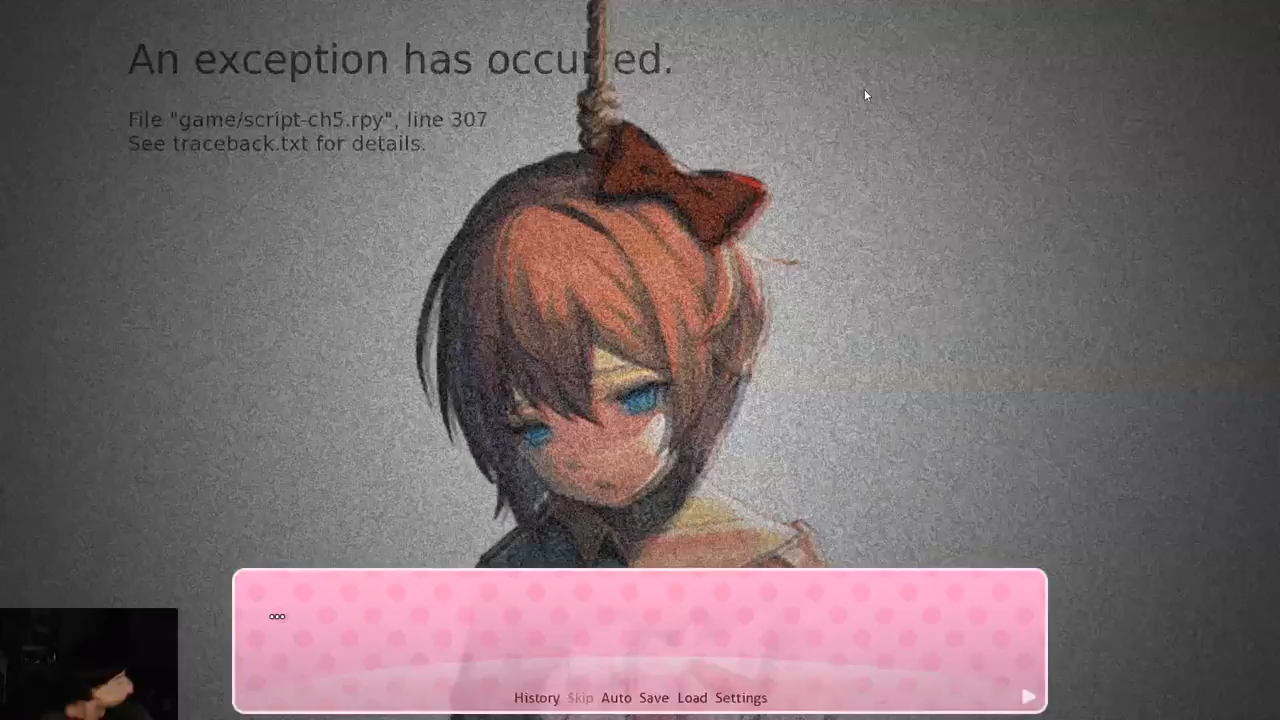 An exception has occurred.
File "game/script-ch5.rpy", line 307
See traceback.txt for details.
...
History Skip Auto Save Load Settings